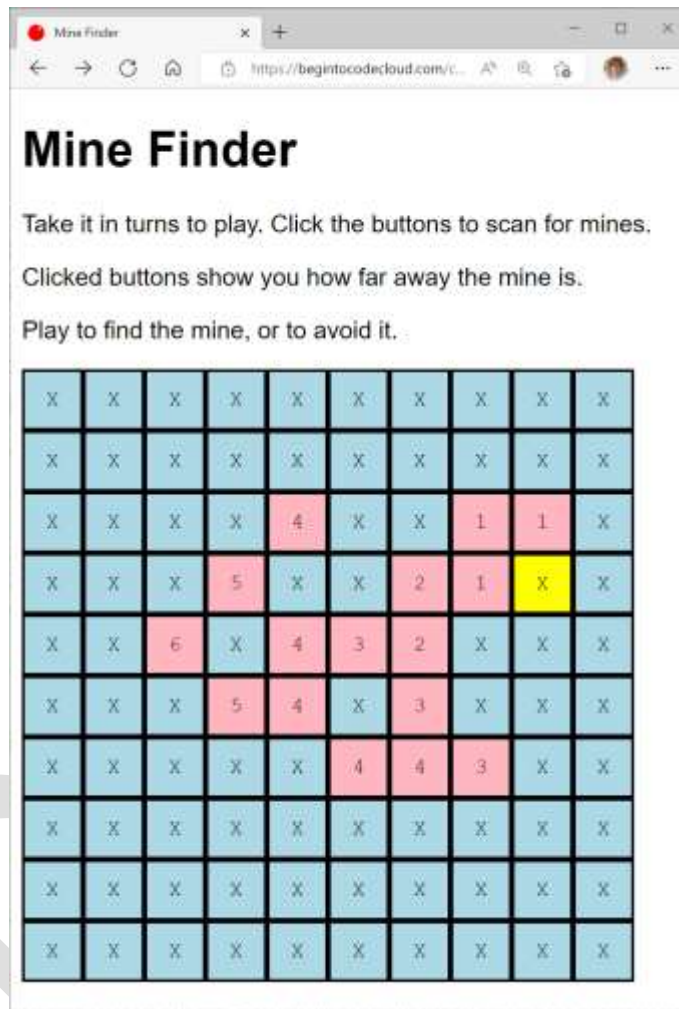 Mine Finder
https://begintocodecloud.com/c...
Mine Finder
Take it in turns to play. Click the buttons to scan for mines.
Clicked buttons show you how far away the mine is.
Play to find the mine, or to avoid it.
X X X X X X X X X X
X X X X X X X X X X
X X X X 4 X X 1 1 X
X X X 5 X X 2 1 X X
X X 6 X 4 3 2 X X X
X X X 5 4 X 3 X X X
X X X X X 4 4 3 X X
X X X X X X X X X X
X X X X X X X X X X
X X X X X X X X X X